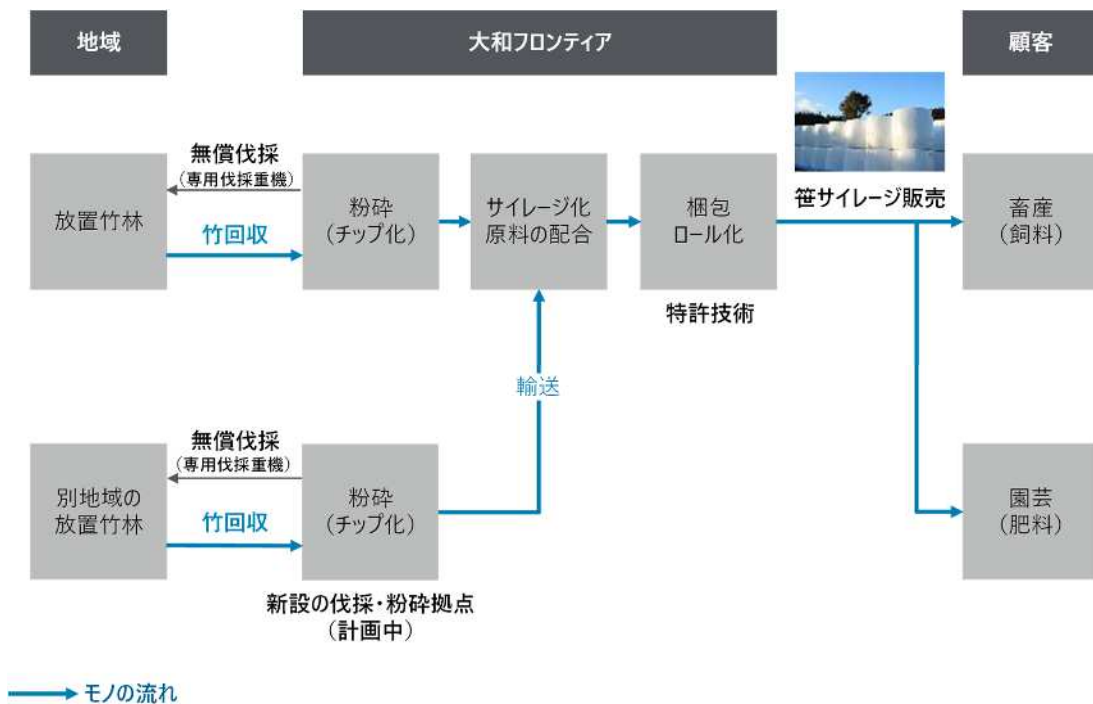 地域
大和フロンティア
顧客
無償伐採
(専用伐採重機)
放置竹林
竹回収
粉砕
(チップ化)
サイレージ化
原料の配合
梱包
ロール化
特許技術
笹サイレージ販売
畜産
(飼料)
輸送
無償伐採
(専用伐採重機)
別地域の
放置竹林
竹回収
粉砕
(チップ化)
新設の伐採・粉砕拠点
(計画中)
園芸
(肥料)
モノの流れ